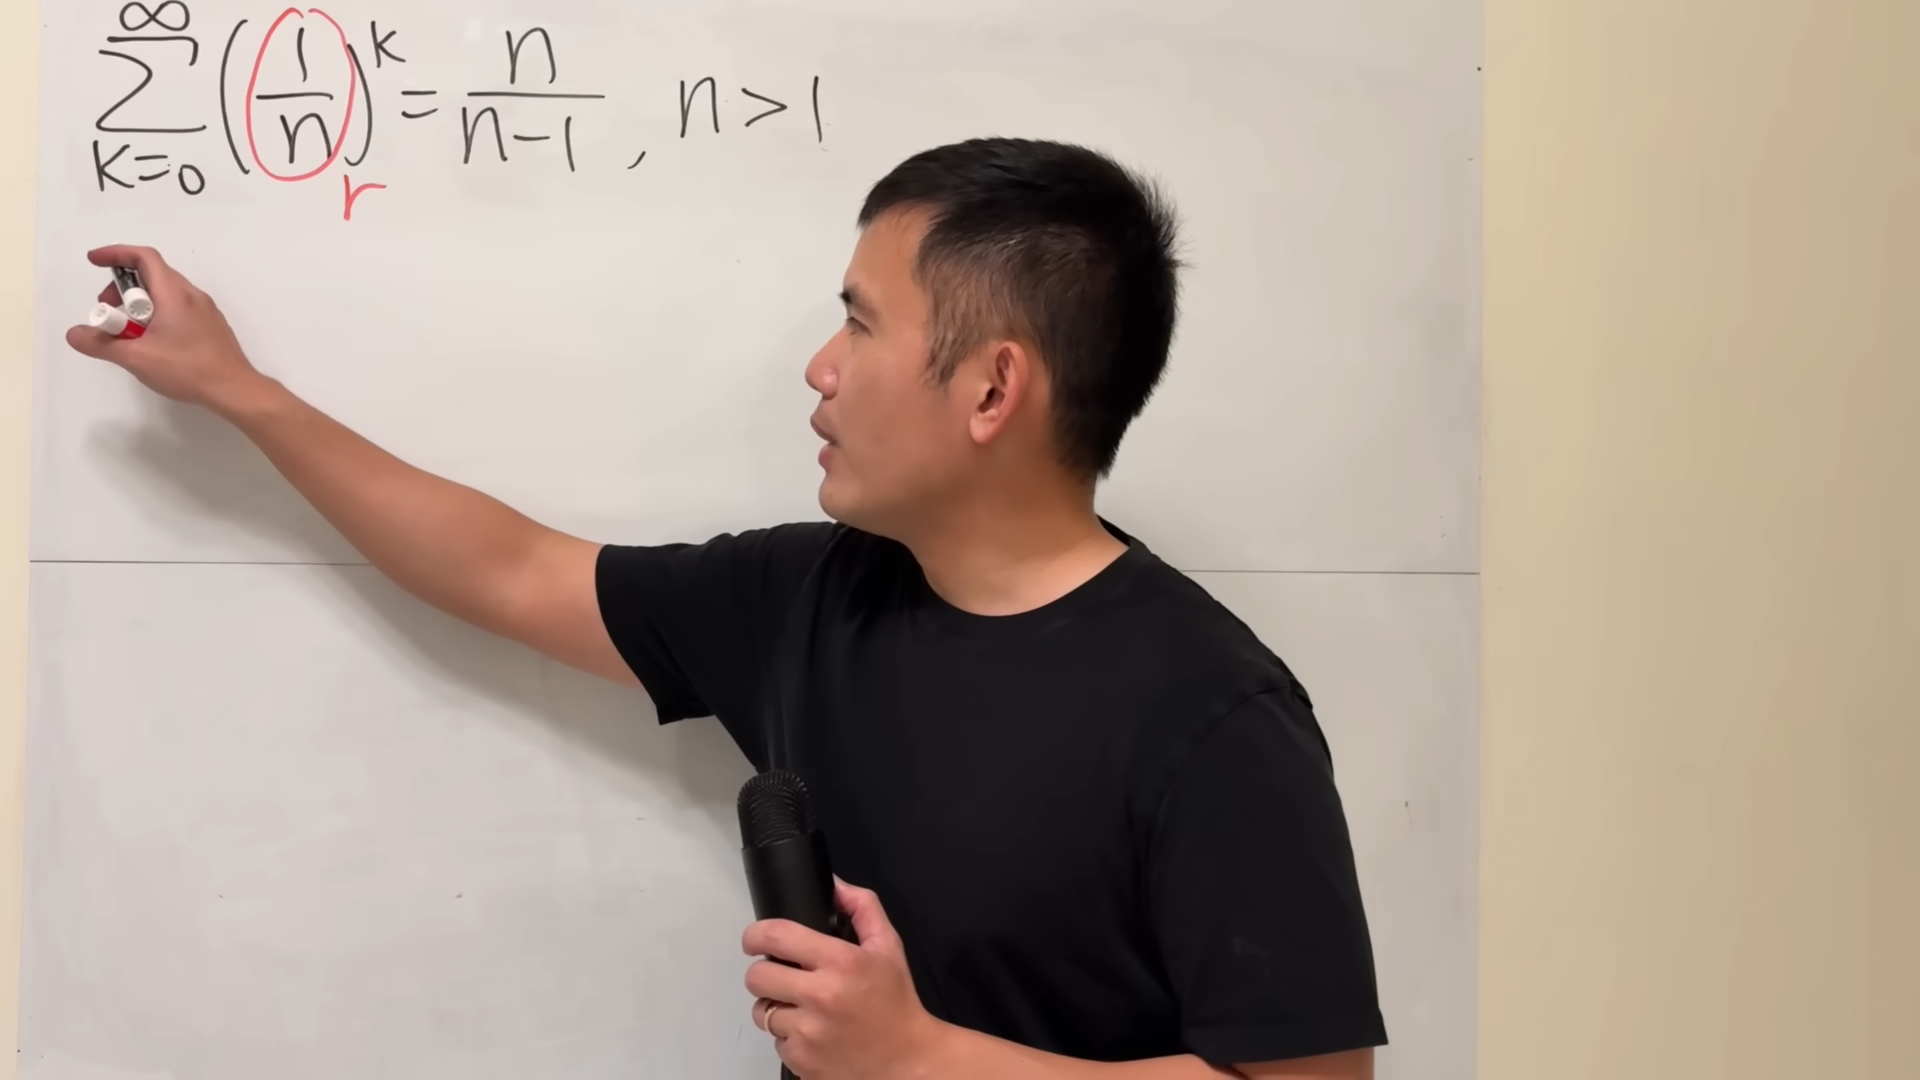 ∞
∑ (1/n)^k = n/(n-1) , n > 1
k=0
r